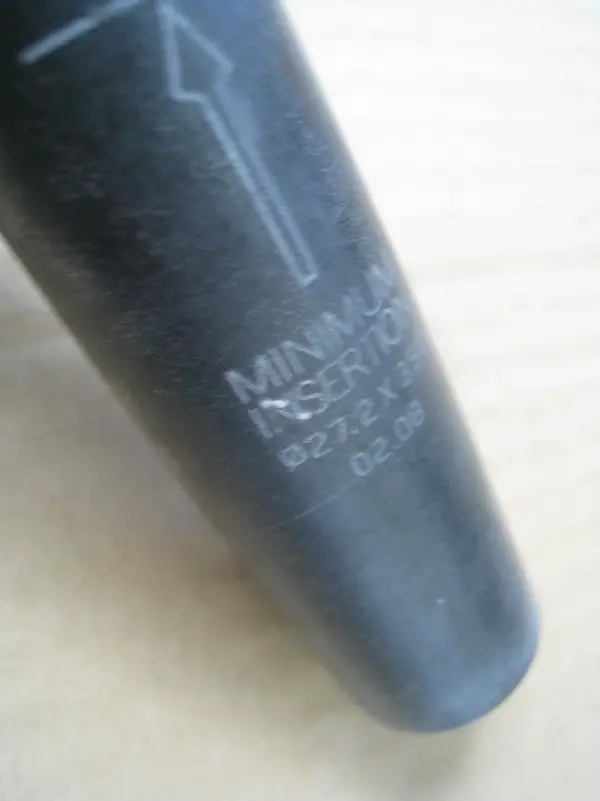 MINIMUM
INSERTION
Ø27.2 X
02.08